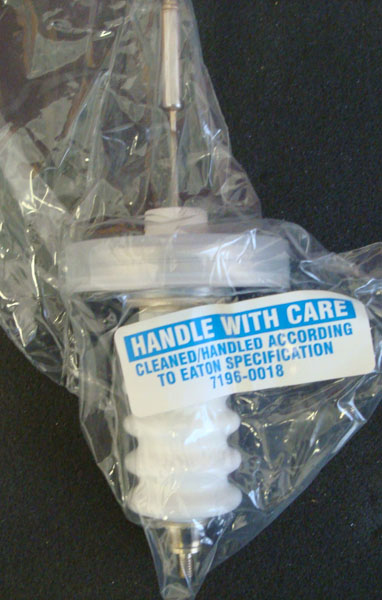 HANDLE WITH CARE
CLEANED/HANDLED ACCORDING
TO EATON SPECIFICATION
7196-0018